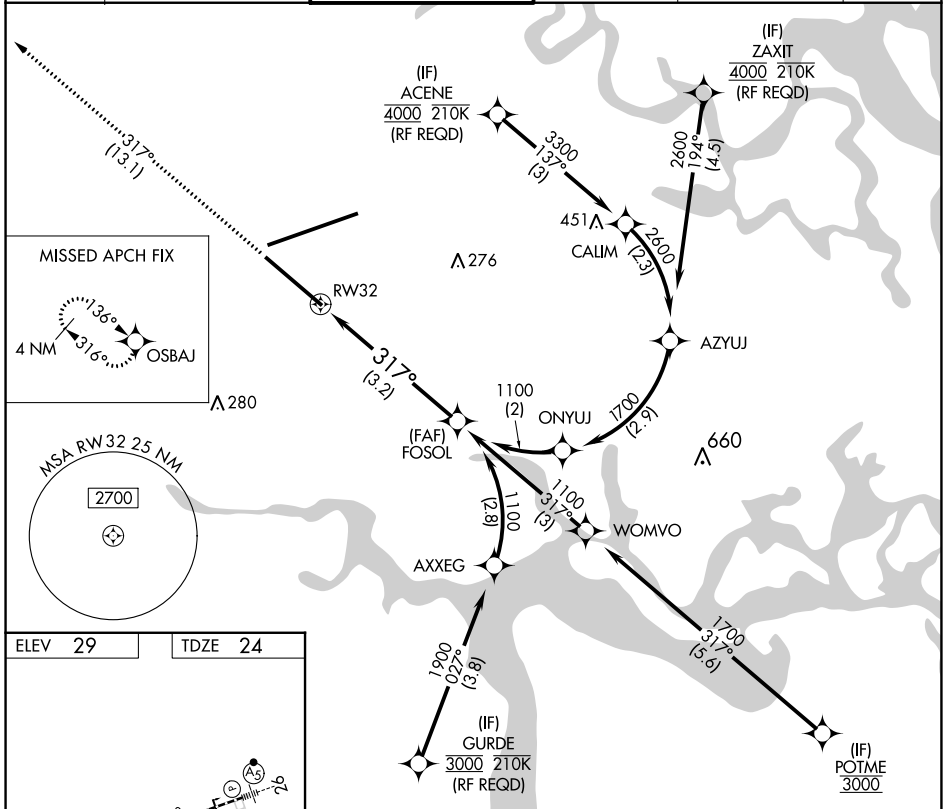 (IF)
ZAXIT
4000 210K
(RF REQD)
(IF)
ACENE
4000 210K
(RF REQD)
317°
(13.1)
3300
137°
(3)
2600
194°
(4.5)
451
CALIM
2600
(2.3)
276
MISSED APCH FIX
136°
4 NM
316°
OSBAJ
RW32
AZYUJ
317°
(3.2)
280
1100
(2)
ONYUJ
1700
(2.9)
(FAF)
FOSOL
660
MSA RW32 25 NM
2700
1100
(2.8)
1100
317°
(3)
WOMVO
AXXEG
1700
317°
(5.6)
1900
027°
(3.8)
ELEV 29
TDZE 24
(IF)
GURDE
3000 210K
(RF REQD)
(IF)
POTME
3000
P
A5
26